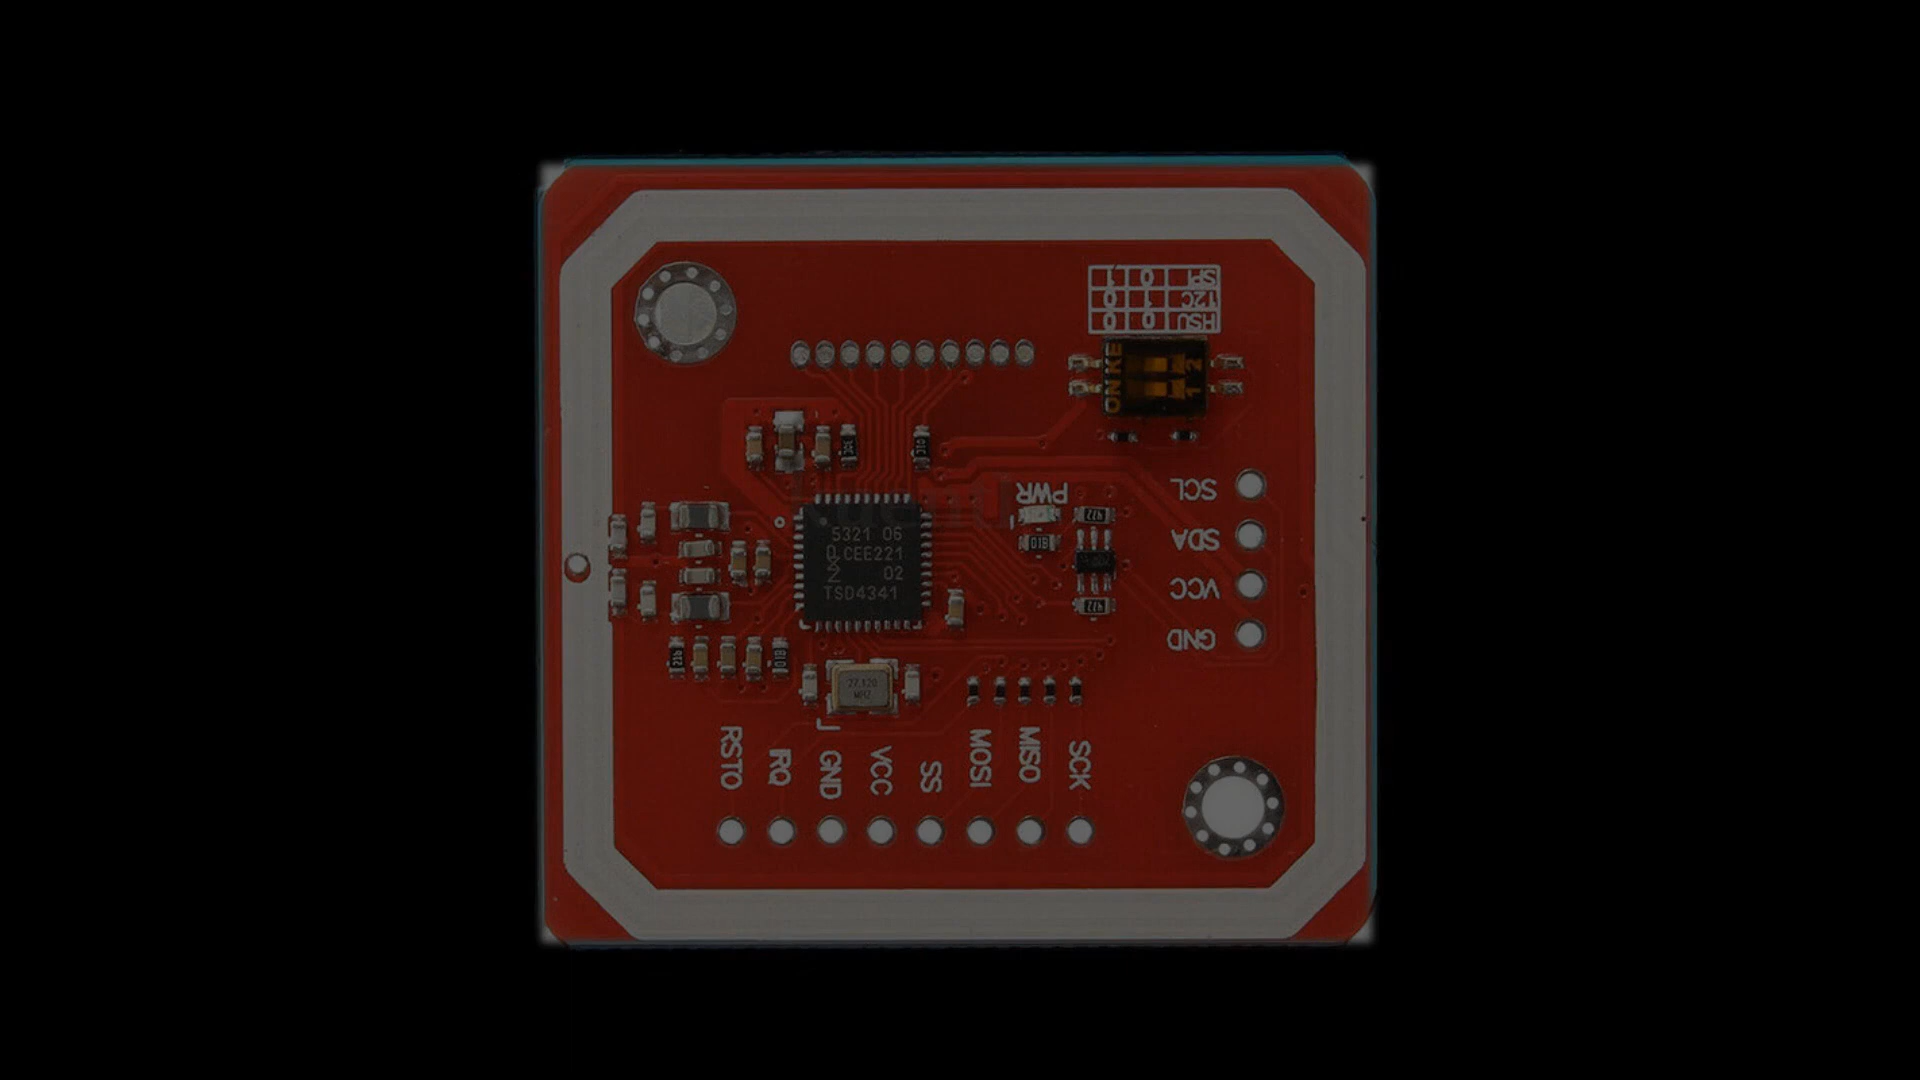 SPI 0 1
I2C 1 0
HSU 0 0
ON KE
1 2
SCL
SDA
VCC
GND
PWR
5321 06
CEE221
02
TSD4341
27.120
MHZ
RSTO
IRQ
GND
VCC
SS
MOSI
MISO
SCK